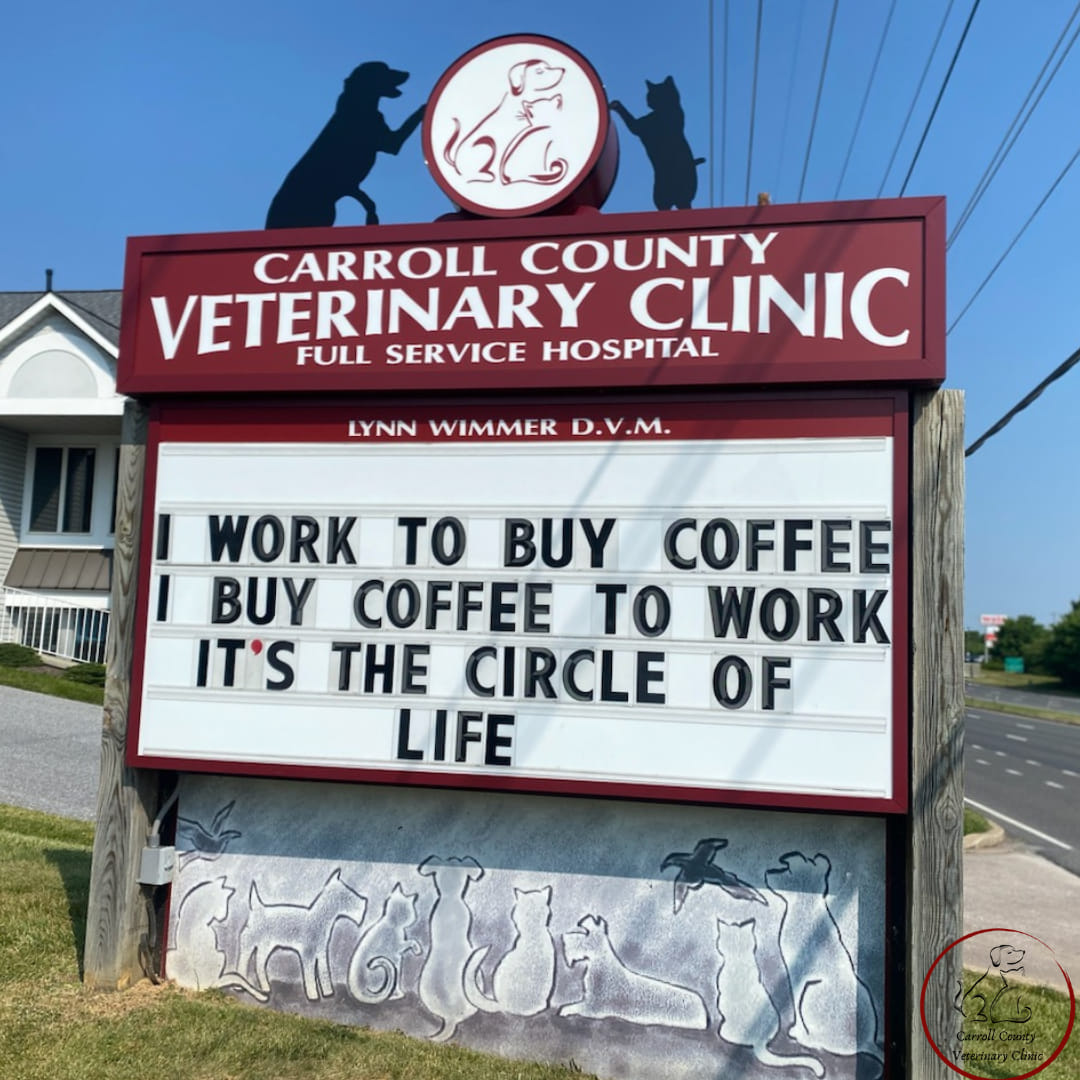 CARROLL COUNTY
VETERINARY CLINIC
FULL SERVICE HOSPITAL
LYNN WIMMER D.V.M.
I WORK TO BUY COFFEE
I BUY COFFEE TO WORK
IT'S THE CIRCLE OF
LIFE
Carroll County
Veterinary Clinic